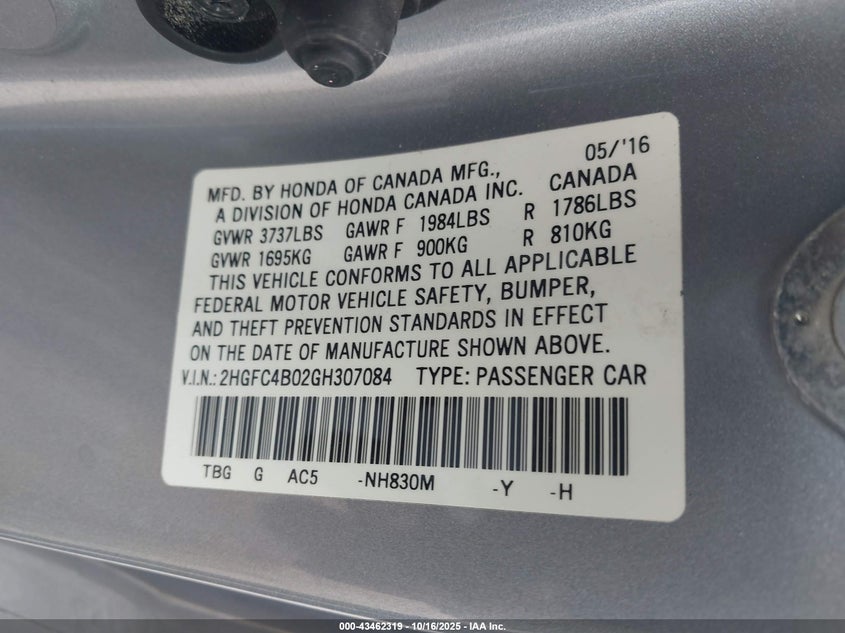 05/'16
MFD. BY HONDA OF CANADA MFG.,
A DIVISION OF HONDA CANADA INC. CANADA
GVWR 3737LBS GAWR F 1984LBS R 1786LBS
GVWR 1695KG GAWR F 900KG R 810KG
THIS VEHICLE CONFORMS TO ALL APPLICABLE
FEDERAL MOTOR VEHICLE SAFETY, BUMPER,
AND THEFT PREVENTION STANDARDS IN EFFECT
ON THE DATE OF MANUFACTURE SHOWN ABOVE.
V.I.N.: 2HGFC4B02GH307084 TYPE: PASSENGER CAR
TBG G AC5 -NH830M -Y -H
000-43462319 - 10/16/2025 - IAA Inc.